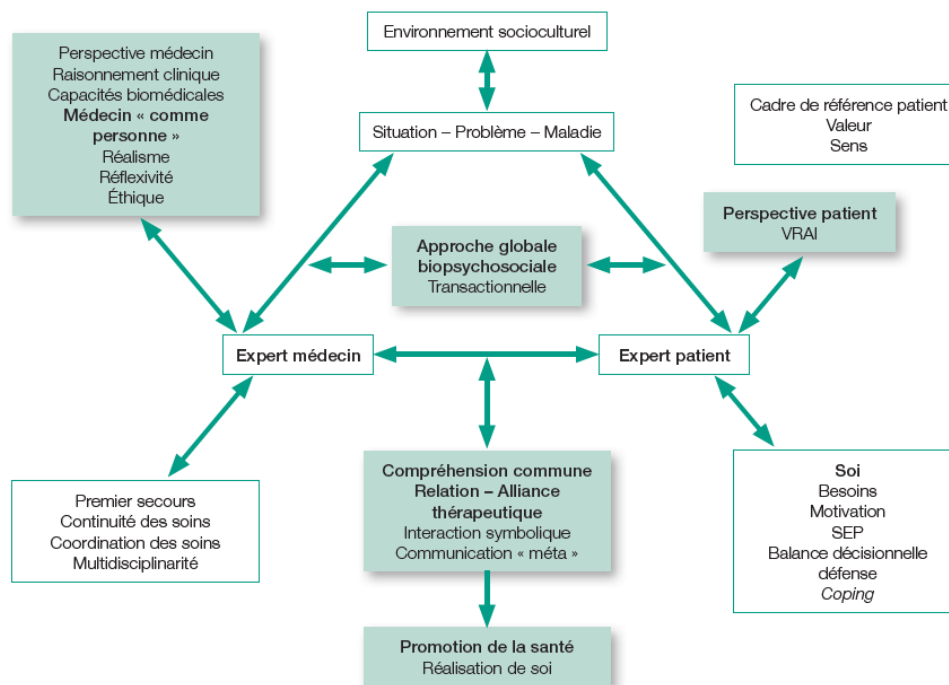 Environnement socioculturel
Perspective médecin
Raisonnement clinique
Capacités biomédicales
Médecin « comme
personne »
Réalisme
Réflexivité
Éthique
Situation – Problème – Maladie
Cadre de référence patient
Valeur
Sens
Perspective patient
VRAI
Approche globale
biopsychosociale
Transactionnelle
Expert médecin
Expert patient
Premier secours
Continuité des soins
Coordination des soins
Multidisciplinarité
Compréhension commune
Relation – Alliance
thérapeutique
Interaction symbolique
Communication « méta »
Soi
Besoins
Motivation
SEP
Balance décisionnelle
défense
Coping
Promotion de la santé
Réalisation de soi